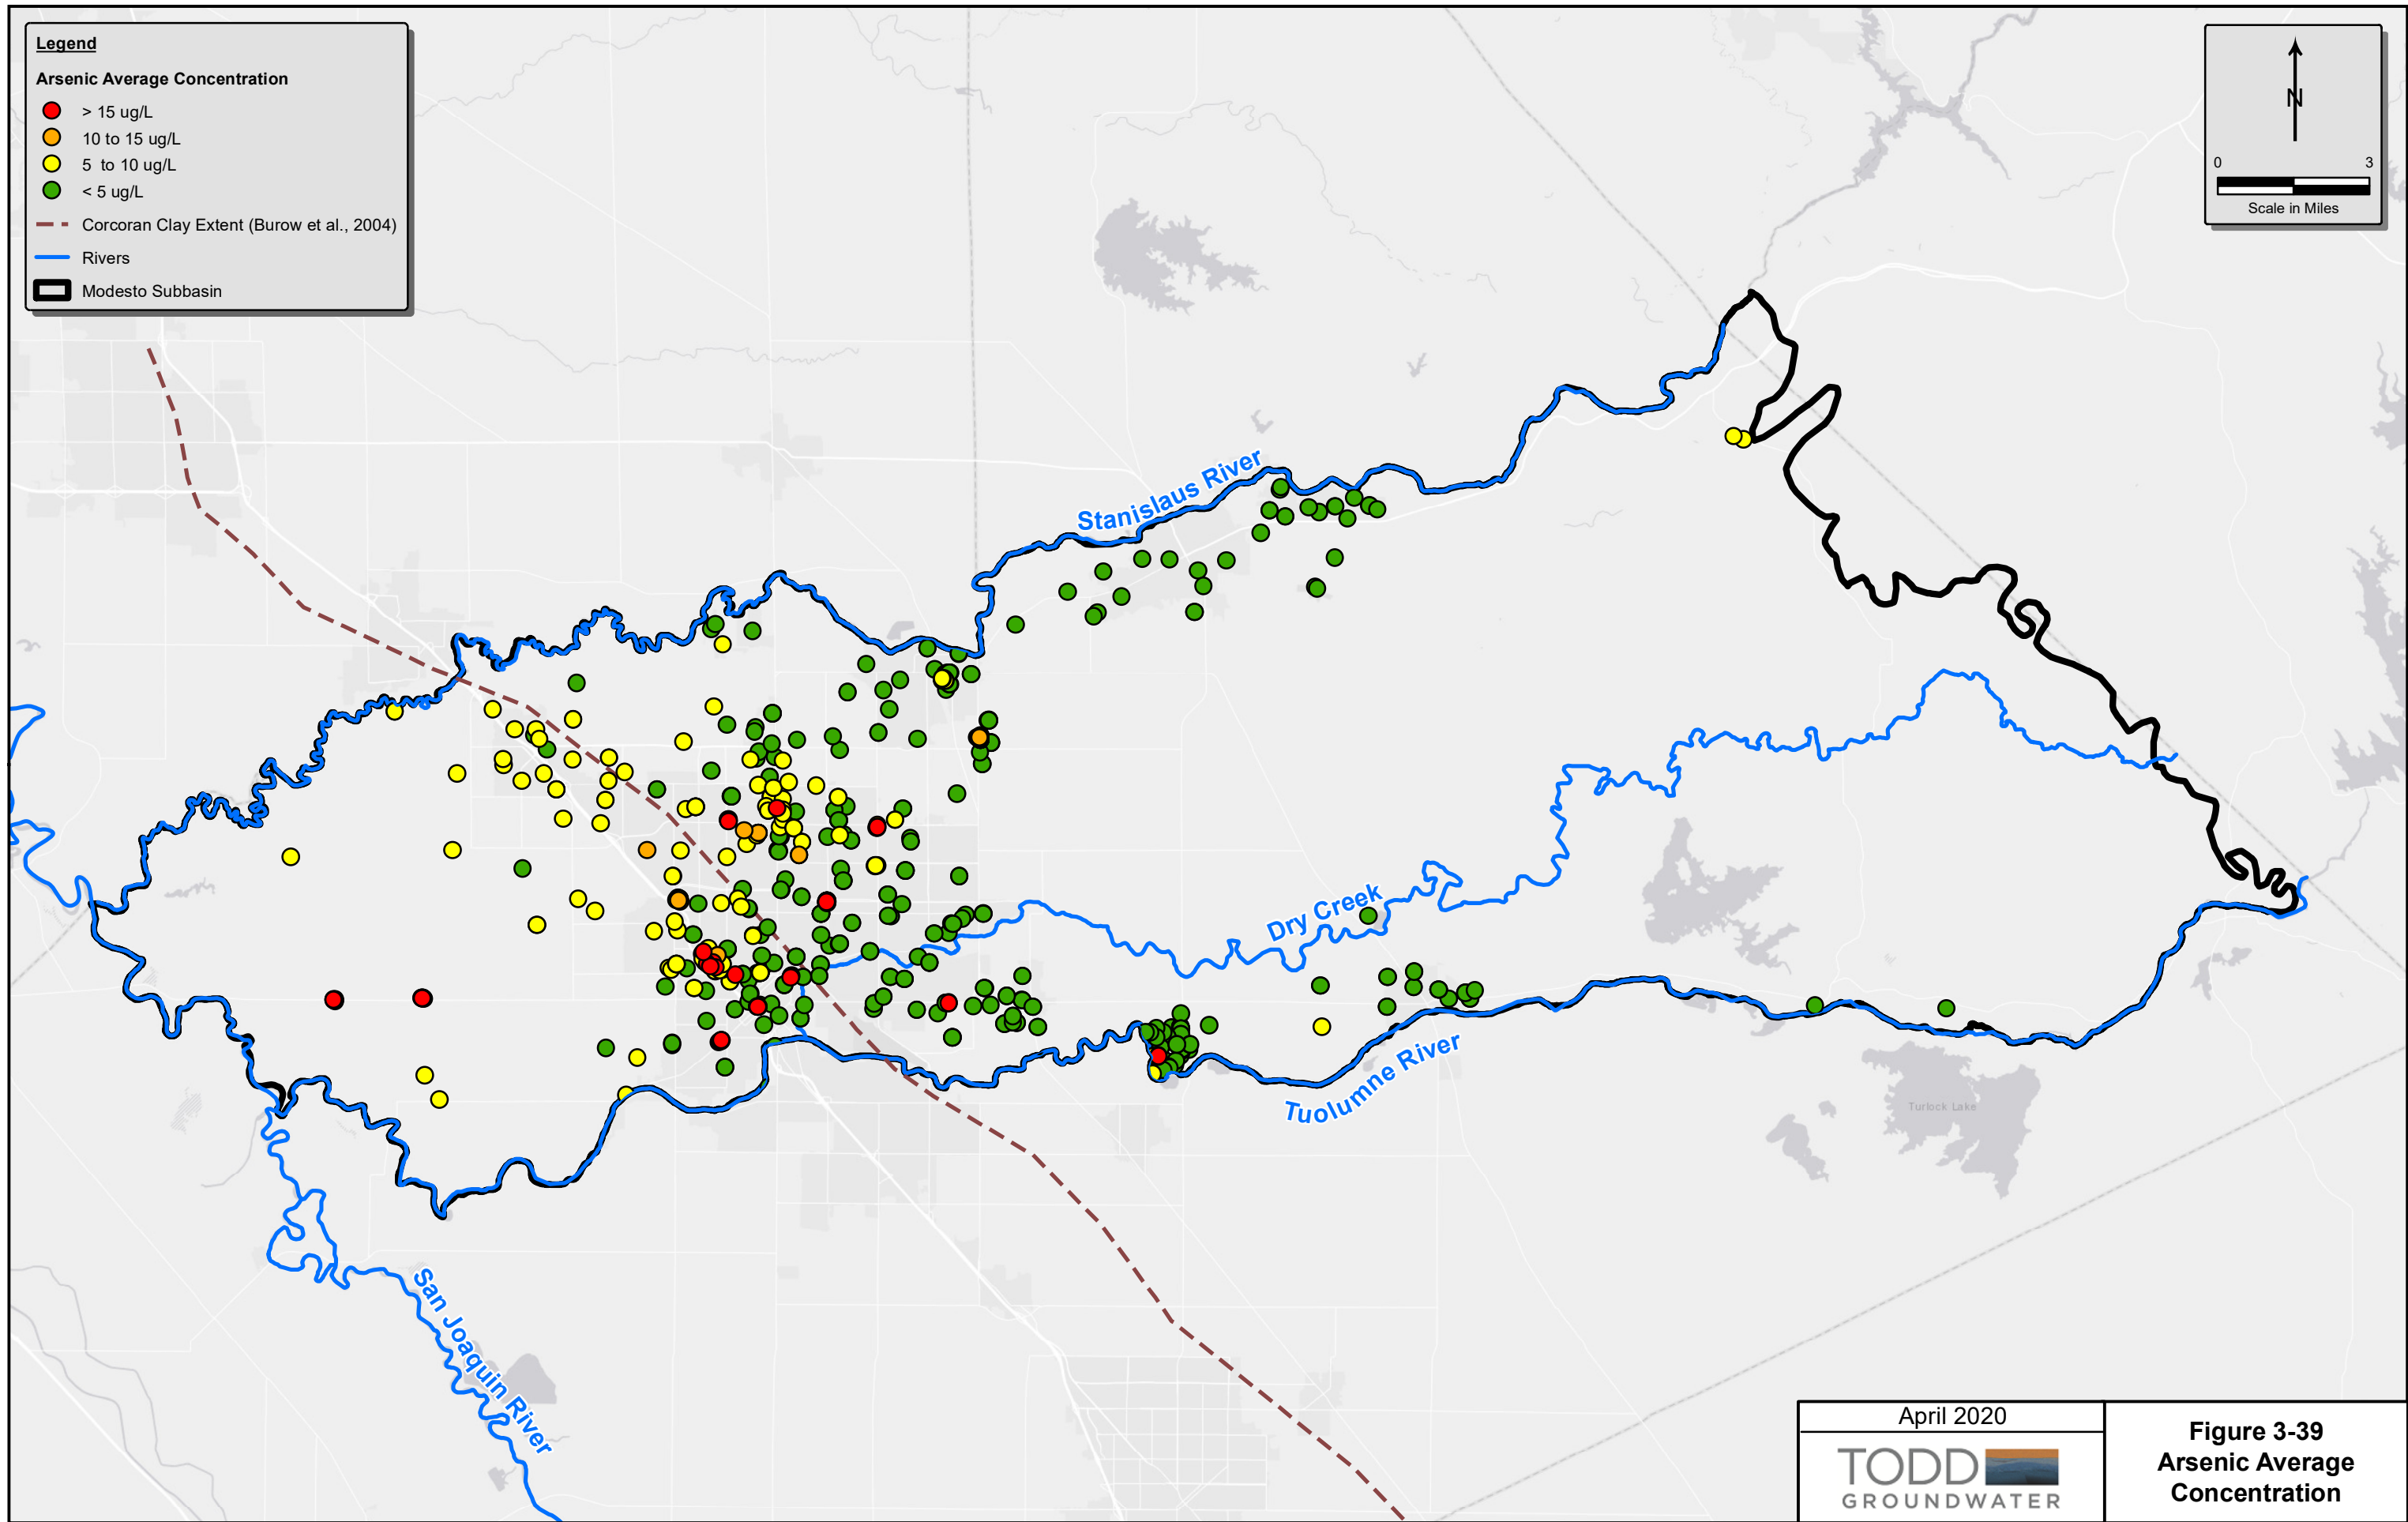 Legend
Arsenic Average Concentration
> 15 ug/L
10 to 15 ug/L
5 to 10 ug/L
< 5 ug/L
Corcoran Clay Extent (Burow et al., 2004)
Rivers
Modesto Subbasin
N
0 3
Scale in Miles
Stanislaus River
Dry Creek
Tuolumne River
Turlock Lake
San Joaquin River
April 2020
TODD
GROUNDWATER
Figure 3-39
Arsenic Average
Concentration